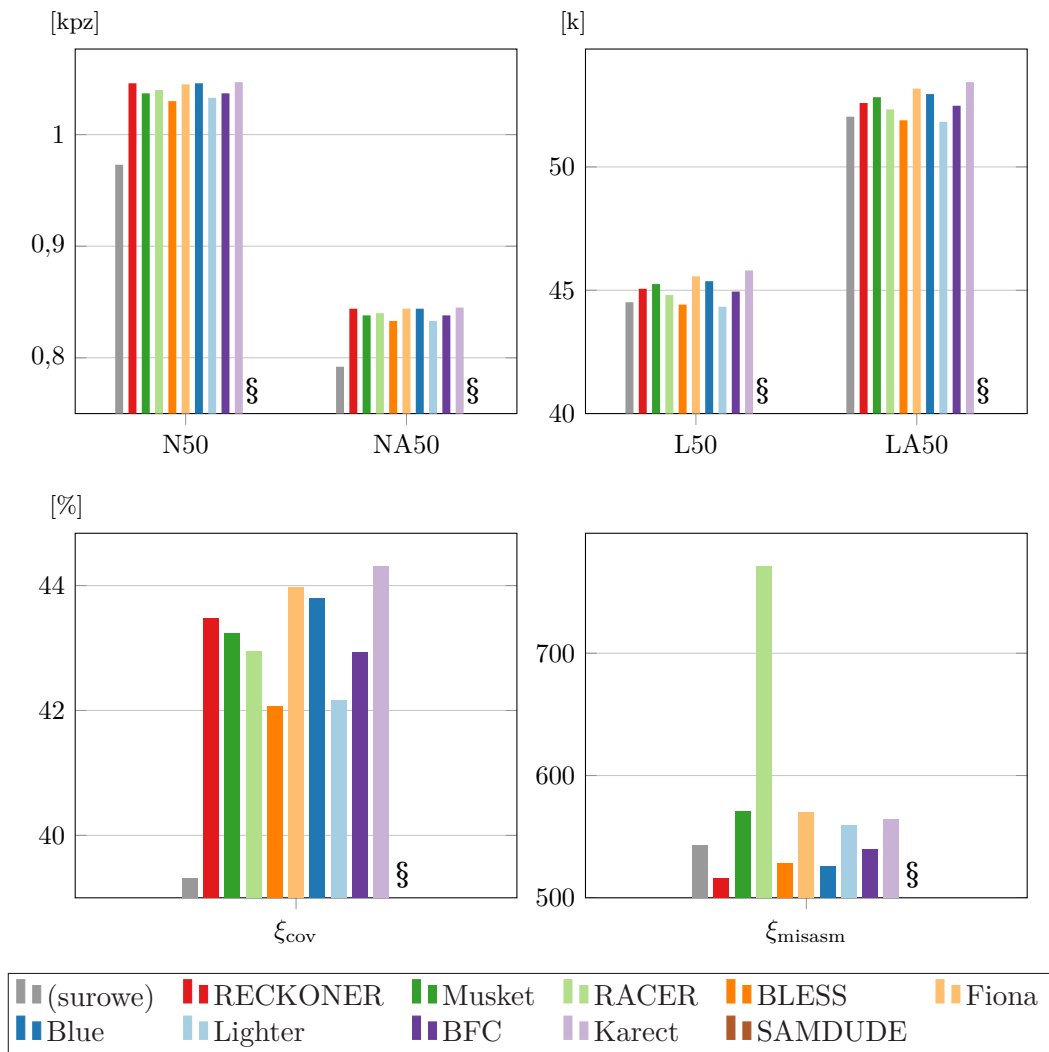 [kpz]
1
0,9
0,8
§ §
N50 NA50
[k]
50
45
40
§ §
L50 LA50
[%]
44
42
40
§
ξcov
700
600
500
§
ξmisasm
(surowe) RECKONER Musket RACER BLESS Fiona
Blue Lighter BFC Karect SAMDUDE